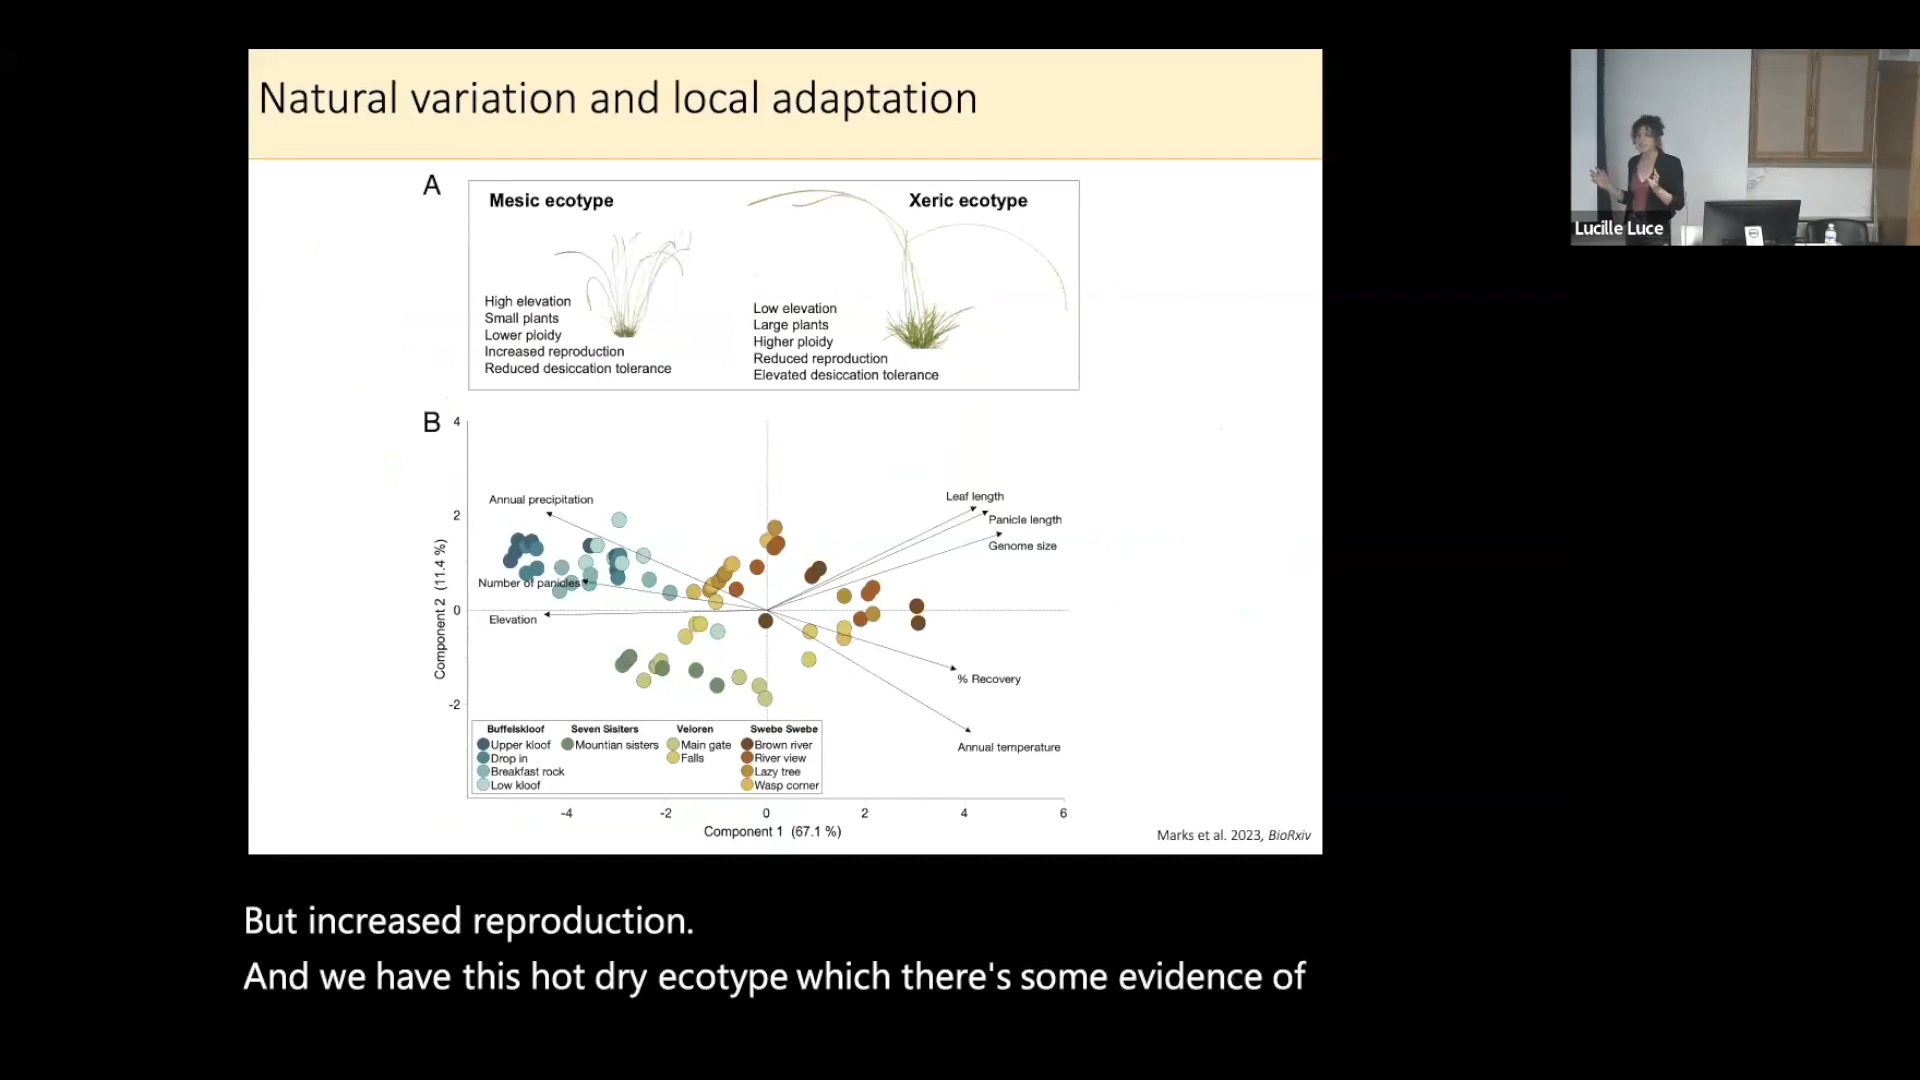 Natural variation and local adaptation
A
Mesic ecotype
Xeric ecotype
High elevation
Small plants
Lower ploidy
Increased reproduction
Reduced desiccation tolerance
Low elevation
Large plants
Higher ploidy
Reduced reproduction
Elevated desiccation tolerance
B
4
2
0
-2
Component 2 (11.4 %)
Annual precipitation
Number of panicles
Elevation
Leaf length
Panicle length
Genome size
% Recovery
Annual temperature
Buffelskloof
Upper kloof
Drop in
Breakfast rock
Low kloof
Seven Sisiters
Mountian sisters
Veloren
Main gate
Falls
Swebe Swebe
Brown river
River view
Lazy tree
Wasp corner
-4 -2 0 2 4 6
Component 1 (67.1 %)
Marks et al. 2023, BioRxiv
Lucille Luce
But increased reproduction.
And we have this hot dry ecotype which there's some evidence of